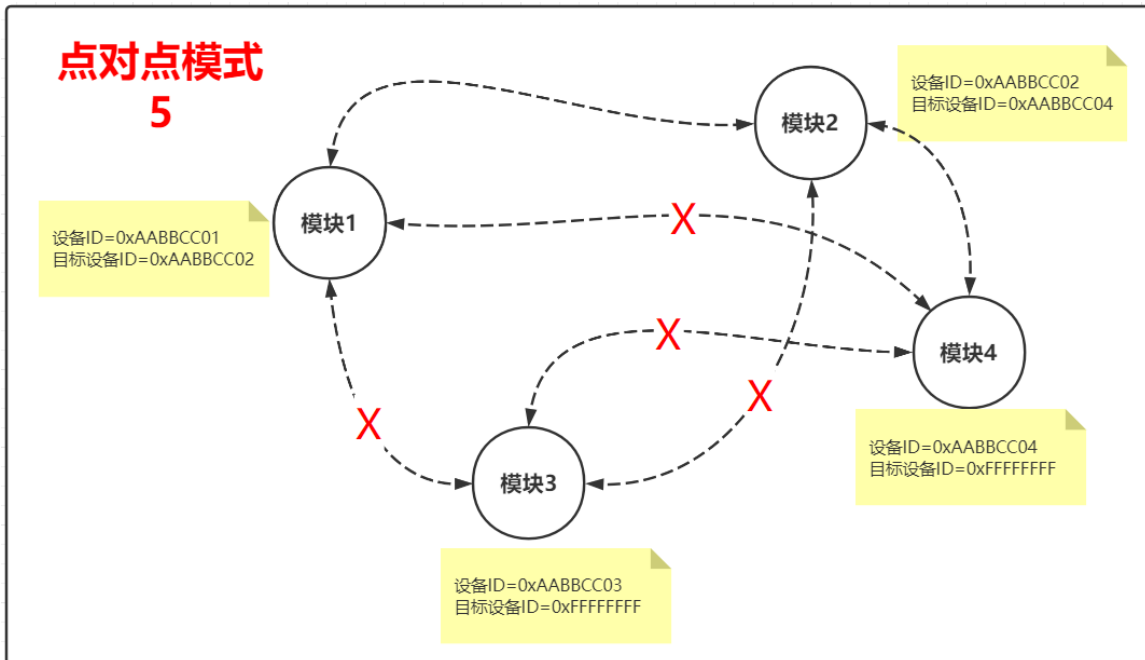 点对点模式
5
设备ID=0xAABBCC02
目标设备ID=0xAABBCC04
模块2
模块1
X
设备ID=0xAABBCC01
目标设备ID=0xAABBCC02
X
模块4
X
X
模块3
设备ID=0xAABBCC04
目标设备ID=0xFFFFFFFF
设备ID=0xAABBCC03
目标设备ID=0xFFFFFFFF